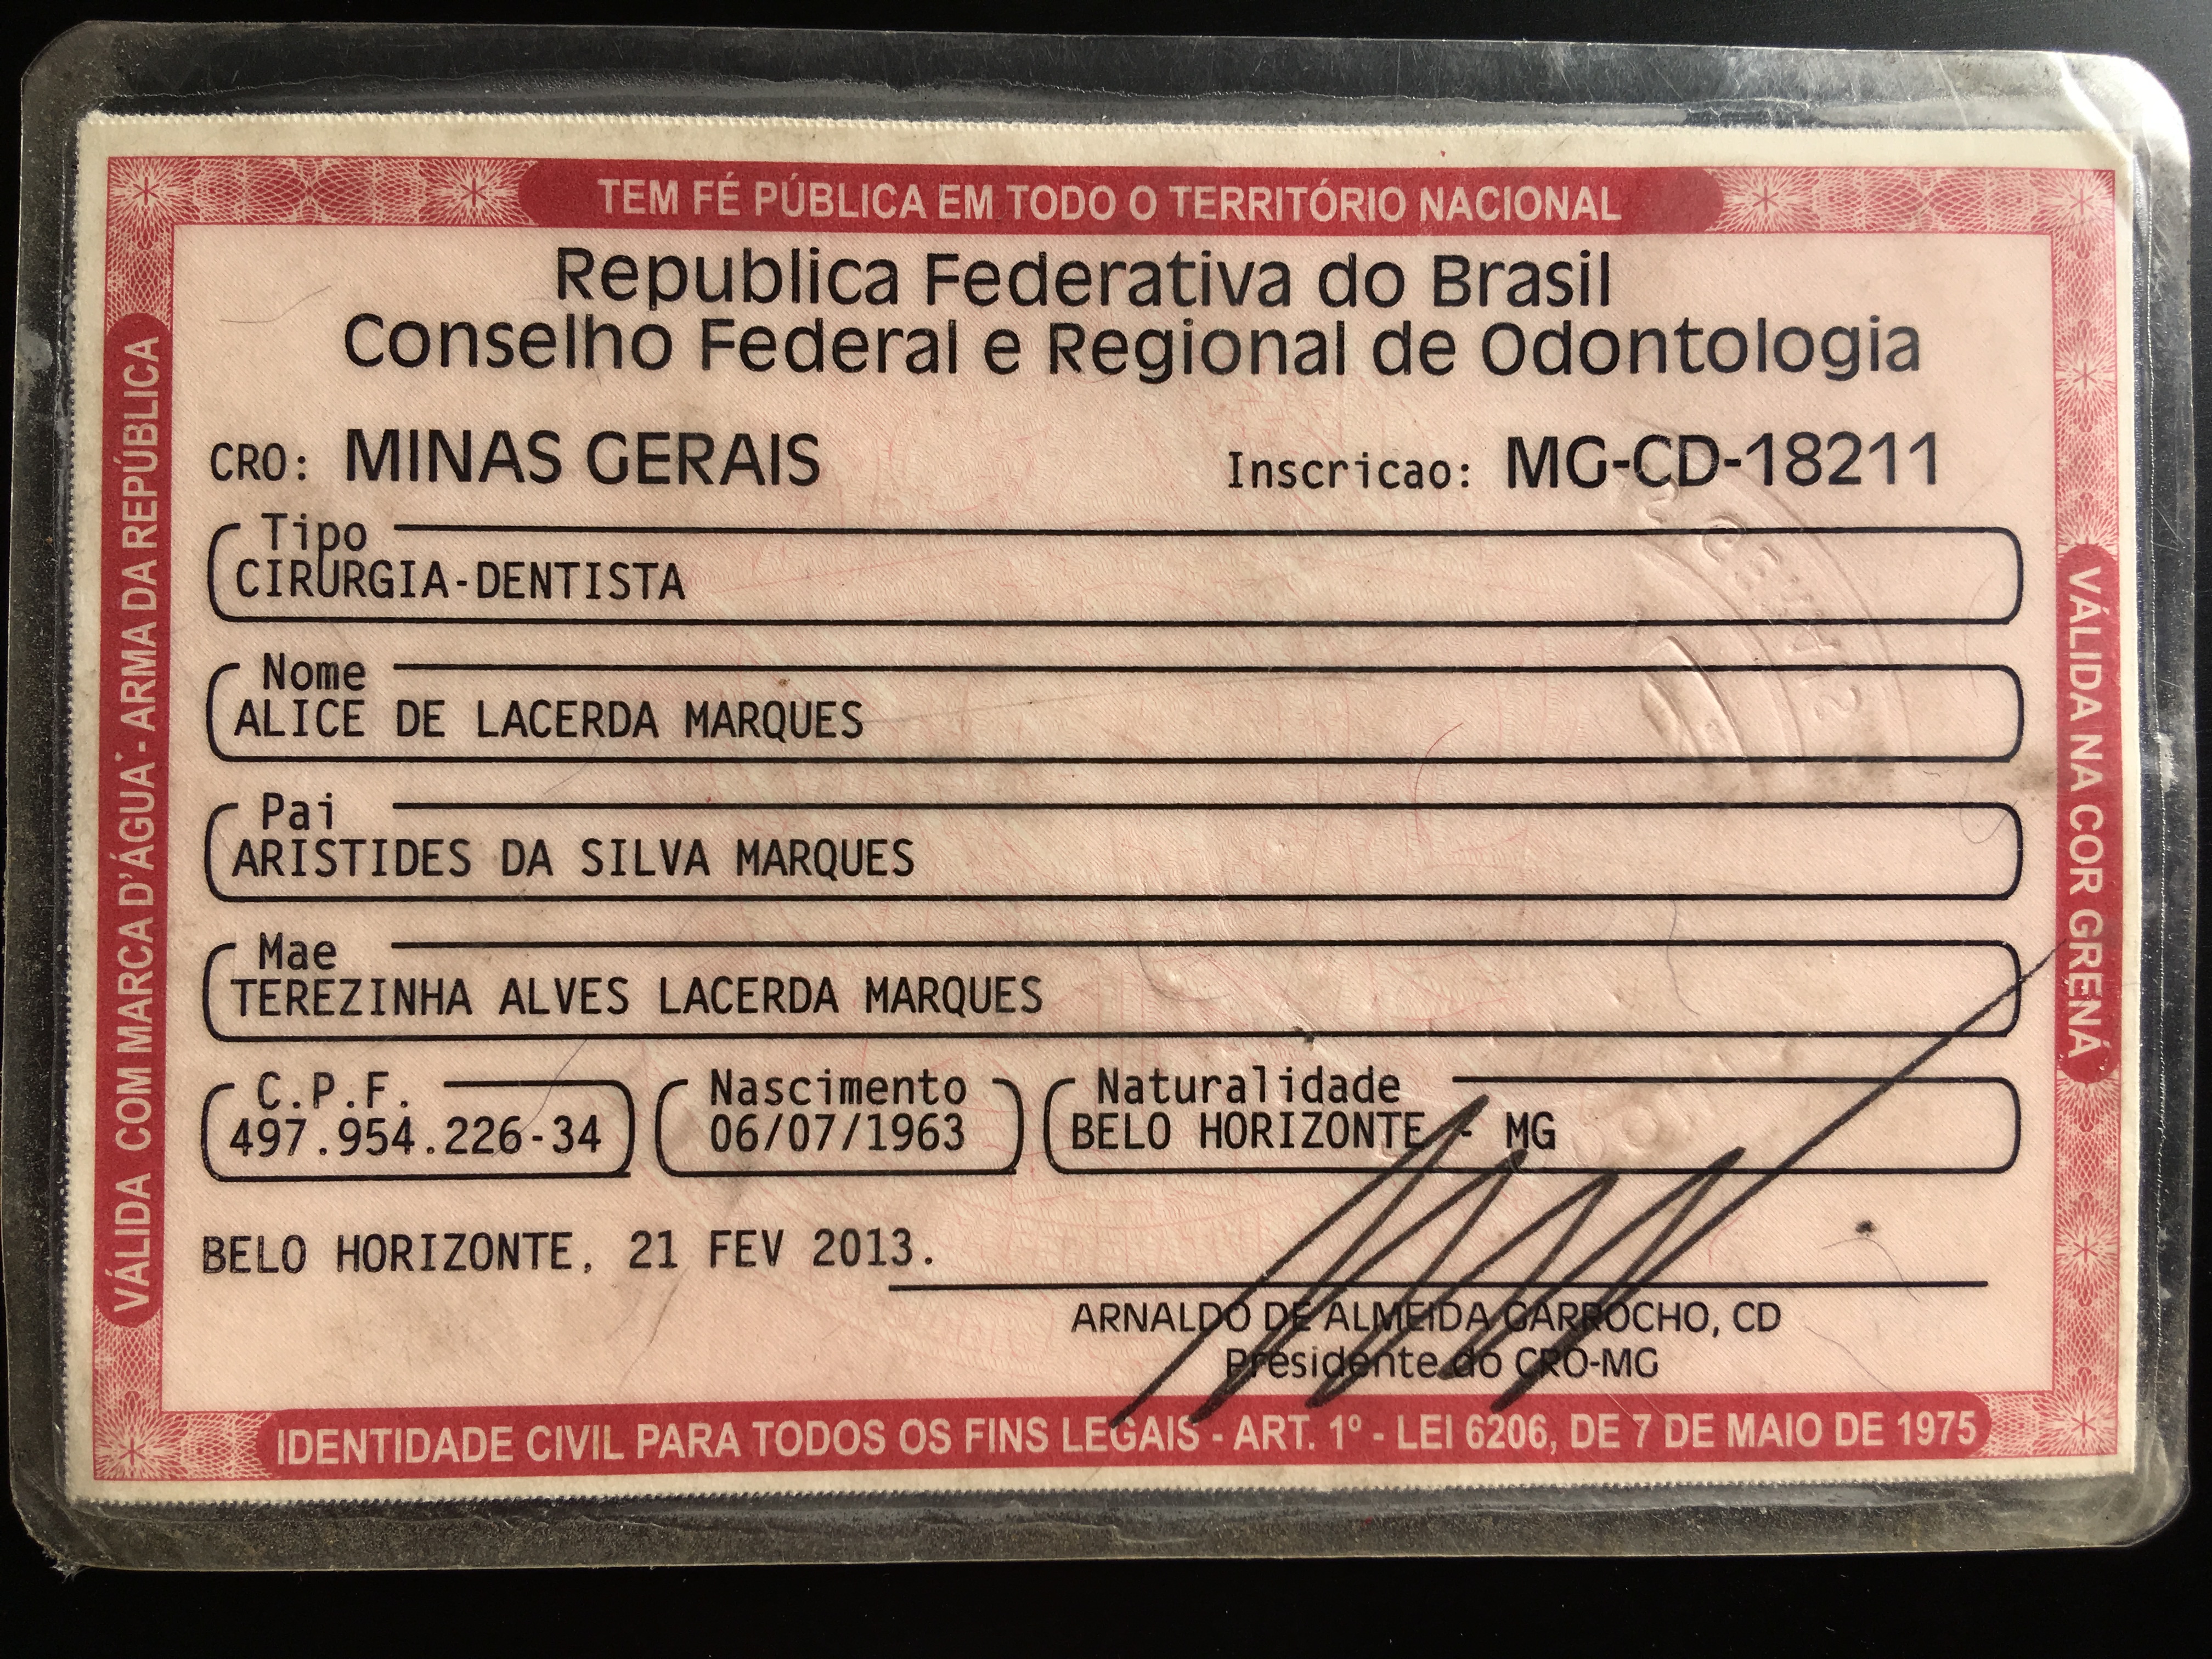 TEM FÉ PÚBLICA EM TODO O TERRITÓRIO NACIONAL
Republica Federativa do Brasil
Conselho Federal e Regional de Odontologia
CRO: MINAS GERAIS Inscricao: MG-CD-18211
Tipo
CIRURGIA-DENTISTA
Nome
ALICE DE LACERDA MARQUES
Pai
ARISTIDES DA SILVA MARQUES
Mae
TEREZINHA ALVES LACERDA MARQUES
C.P.F. Nascimento Naturalidade
497.954.226-34 06/07/1963 BELO HORIZONTE - MG
BELO HORIZONTE, 21 FEV 2013.
ARNALDO DE ALMEIDA GARROCHO, CD
Presidente do CRO-MG
IDENTIDADE CIVIL PARA TODOS OS FINS LEGAIS - ART. 1º - LEI 6206, DE 7 DE MAIO DE 1975
VÁLIDA COM MARCA D'ÁGUA - ARMA DA REPÚBLICA
VÁLIDA NA COR GRENÁ